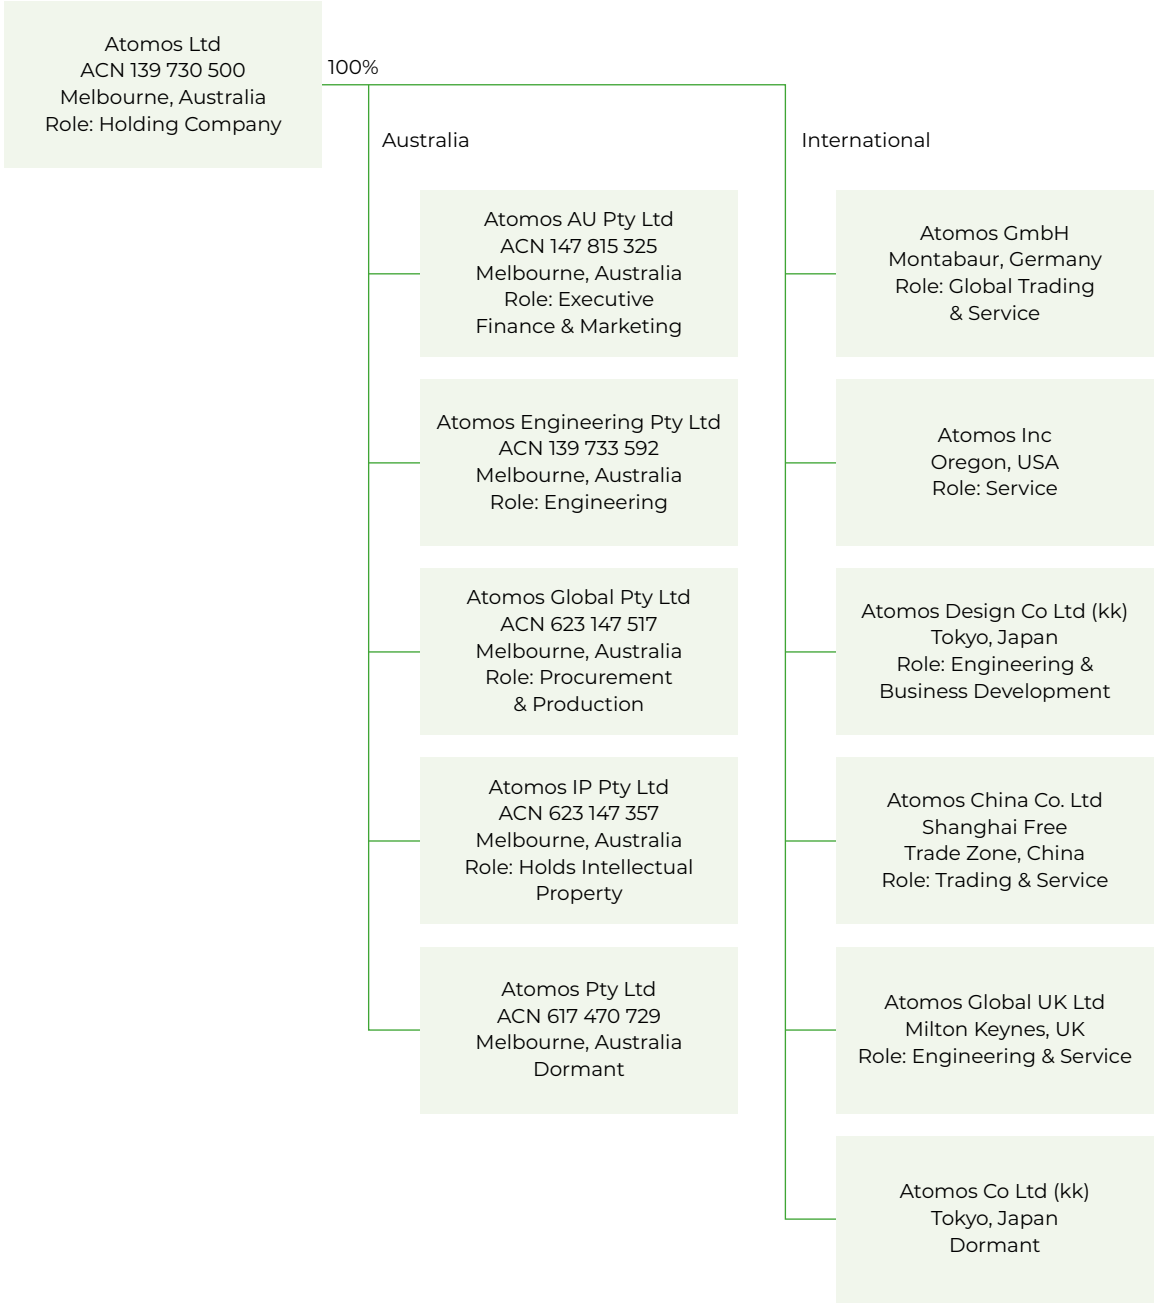 Atomos Ltd
ACN 139 730 500
Melbourne, Australia
Role: Holding Company
100%
Australia
International
Atomos AU Pty Ltd
ACN 147 815 325
Melbourne, Australia
Role: Executive
Finance & Marketing
Atomos Engineering Pty Ltd
ACN 139 733 592
Melbourne, Australia
Role: Engineering
Atomos Global Pty Ltd
ACN 623 147 517
Melbourne, Australia
Role: Procurement
& Production
Atomos IP Pty Ltd
ACN 623 147 357
Melbourne, Australia
Role: Holds Intellectual
Property
Atomos Pty Ltd
ACN 617 470 729
Melbourne, Australia
Dormant
Atomos GmbH
Montabaur, Germany
Role: Global Trading
& Service
Atomos Inc
Oregon, USA
Role: Service
Atomos Design Co Ltd (kk)
Tokyo, Japan
Role: Engineering &
Business Development
Atomos China Co. Ltd
Shanghai Free
Trade Zone, China
Role: Trading & Service
Atomos Global UK Ltd
Milton Keynes, UK
Role: Engineering & Service
Atomos Co Ltd (kk)
Tokyo, Japan
Dormant